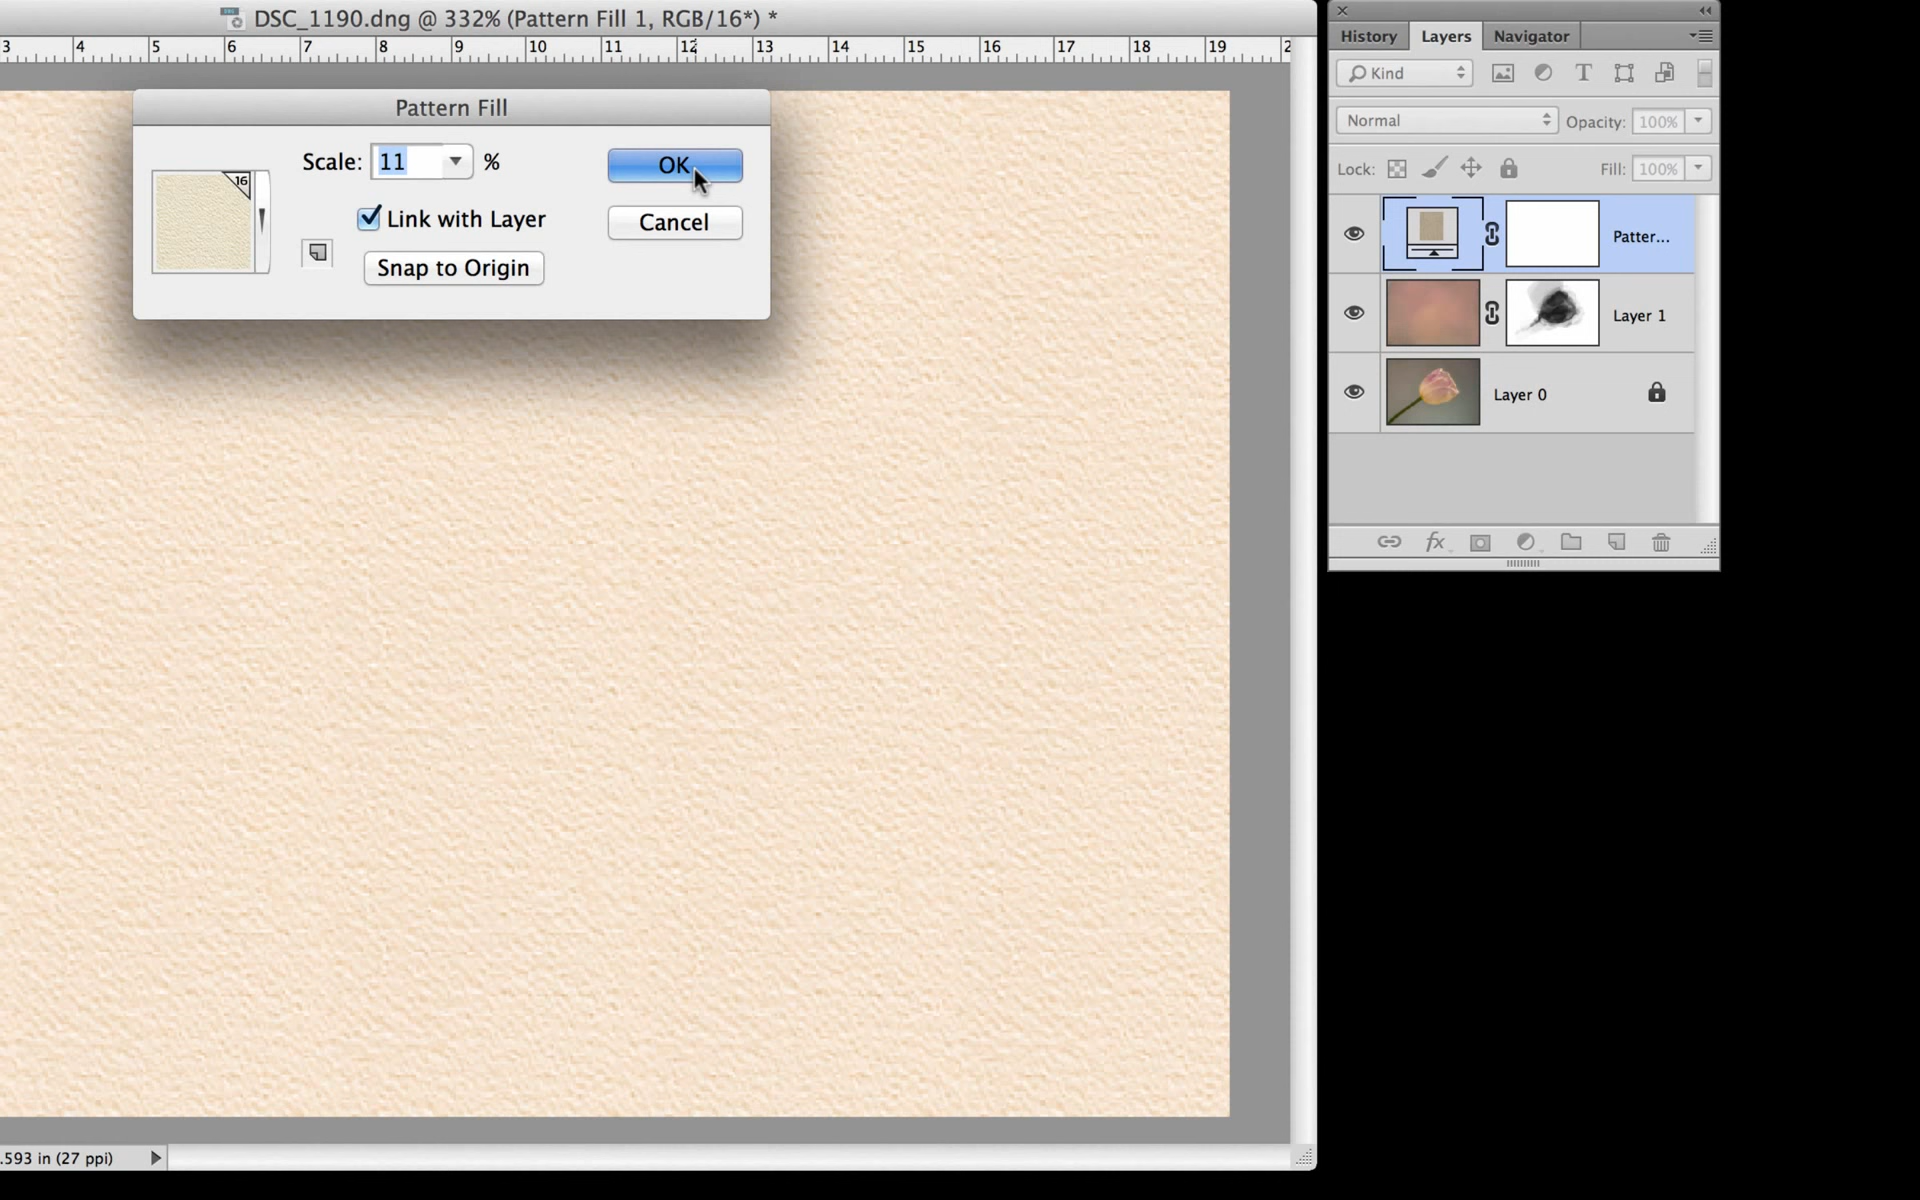 DSC_1190.dng @ 332% (Pattern Fill 1, RGB/16*) *
3 4 5 6 7 8 9 10 11 12 13 14 15 16 17 18 19 2
Pattern Fill
16
Scale: 11 %
OK
Link with Layer
Cancel
Snap to Origin
.593 in (27 ppi)
History Layers Navigator
Kind
T
Normal Opacity: 100%
Lock: Fill: 100%
Patter...
Layer 1
Layer 0
fx